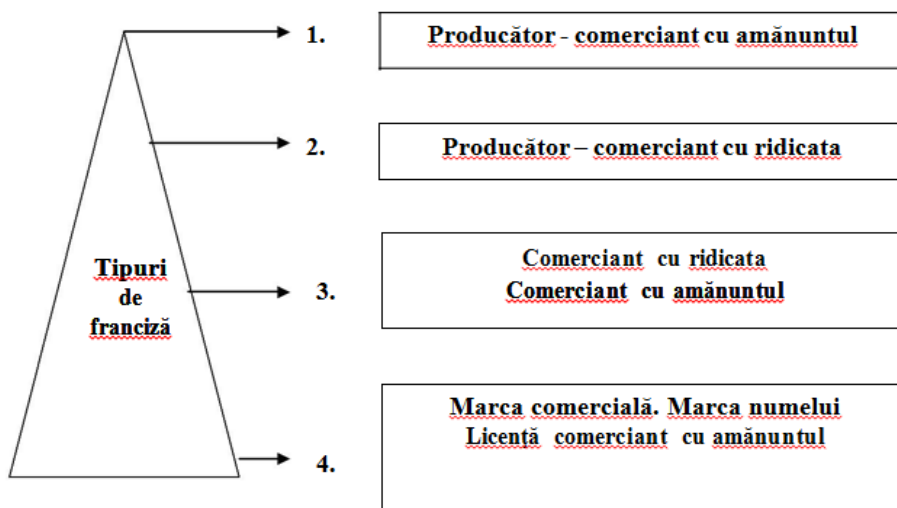 1.
Producător - comerciant cu amănuntul
2.
Producător – comerciant cu ridicata
Tipuri
de
franciză
3.
Comerciant cu ridicata
Comerciant cu amănuntul
4.
Marca comercială. Marca numelui
Licență comerciant cu amănuntul